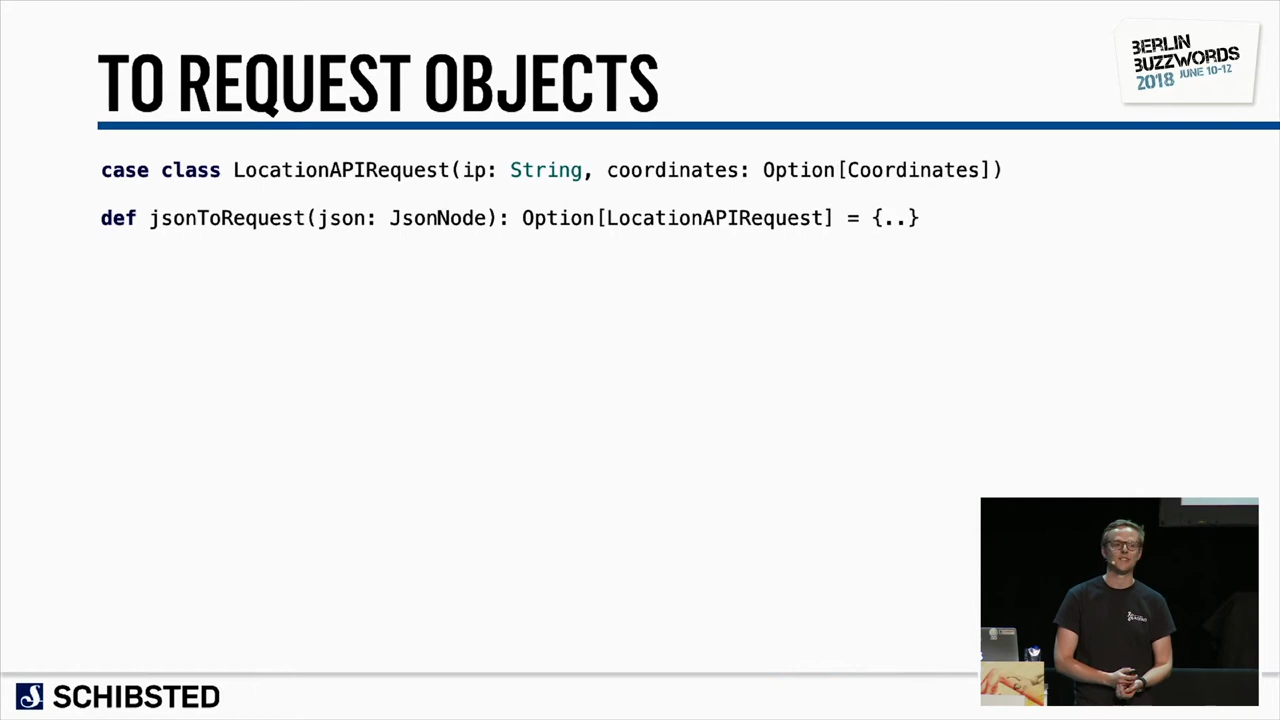 TO REQUEST OBJECTS
BERLIN
BUZZWORDS
2018 JUNE 10-12
case class LocationAPIRequest(ip: String, coordinates: Option[Coordinates])
def jsonToRequest(json: JsonNode): Option[LocationAPIRequest] = {..}
SCHIBSTED